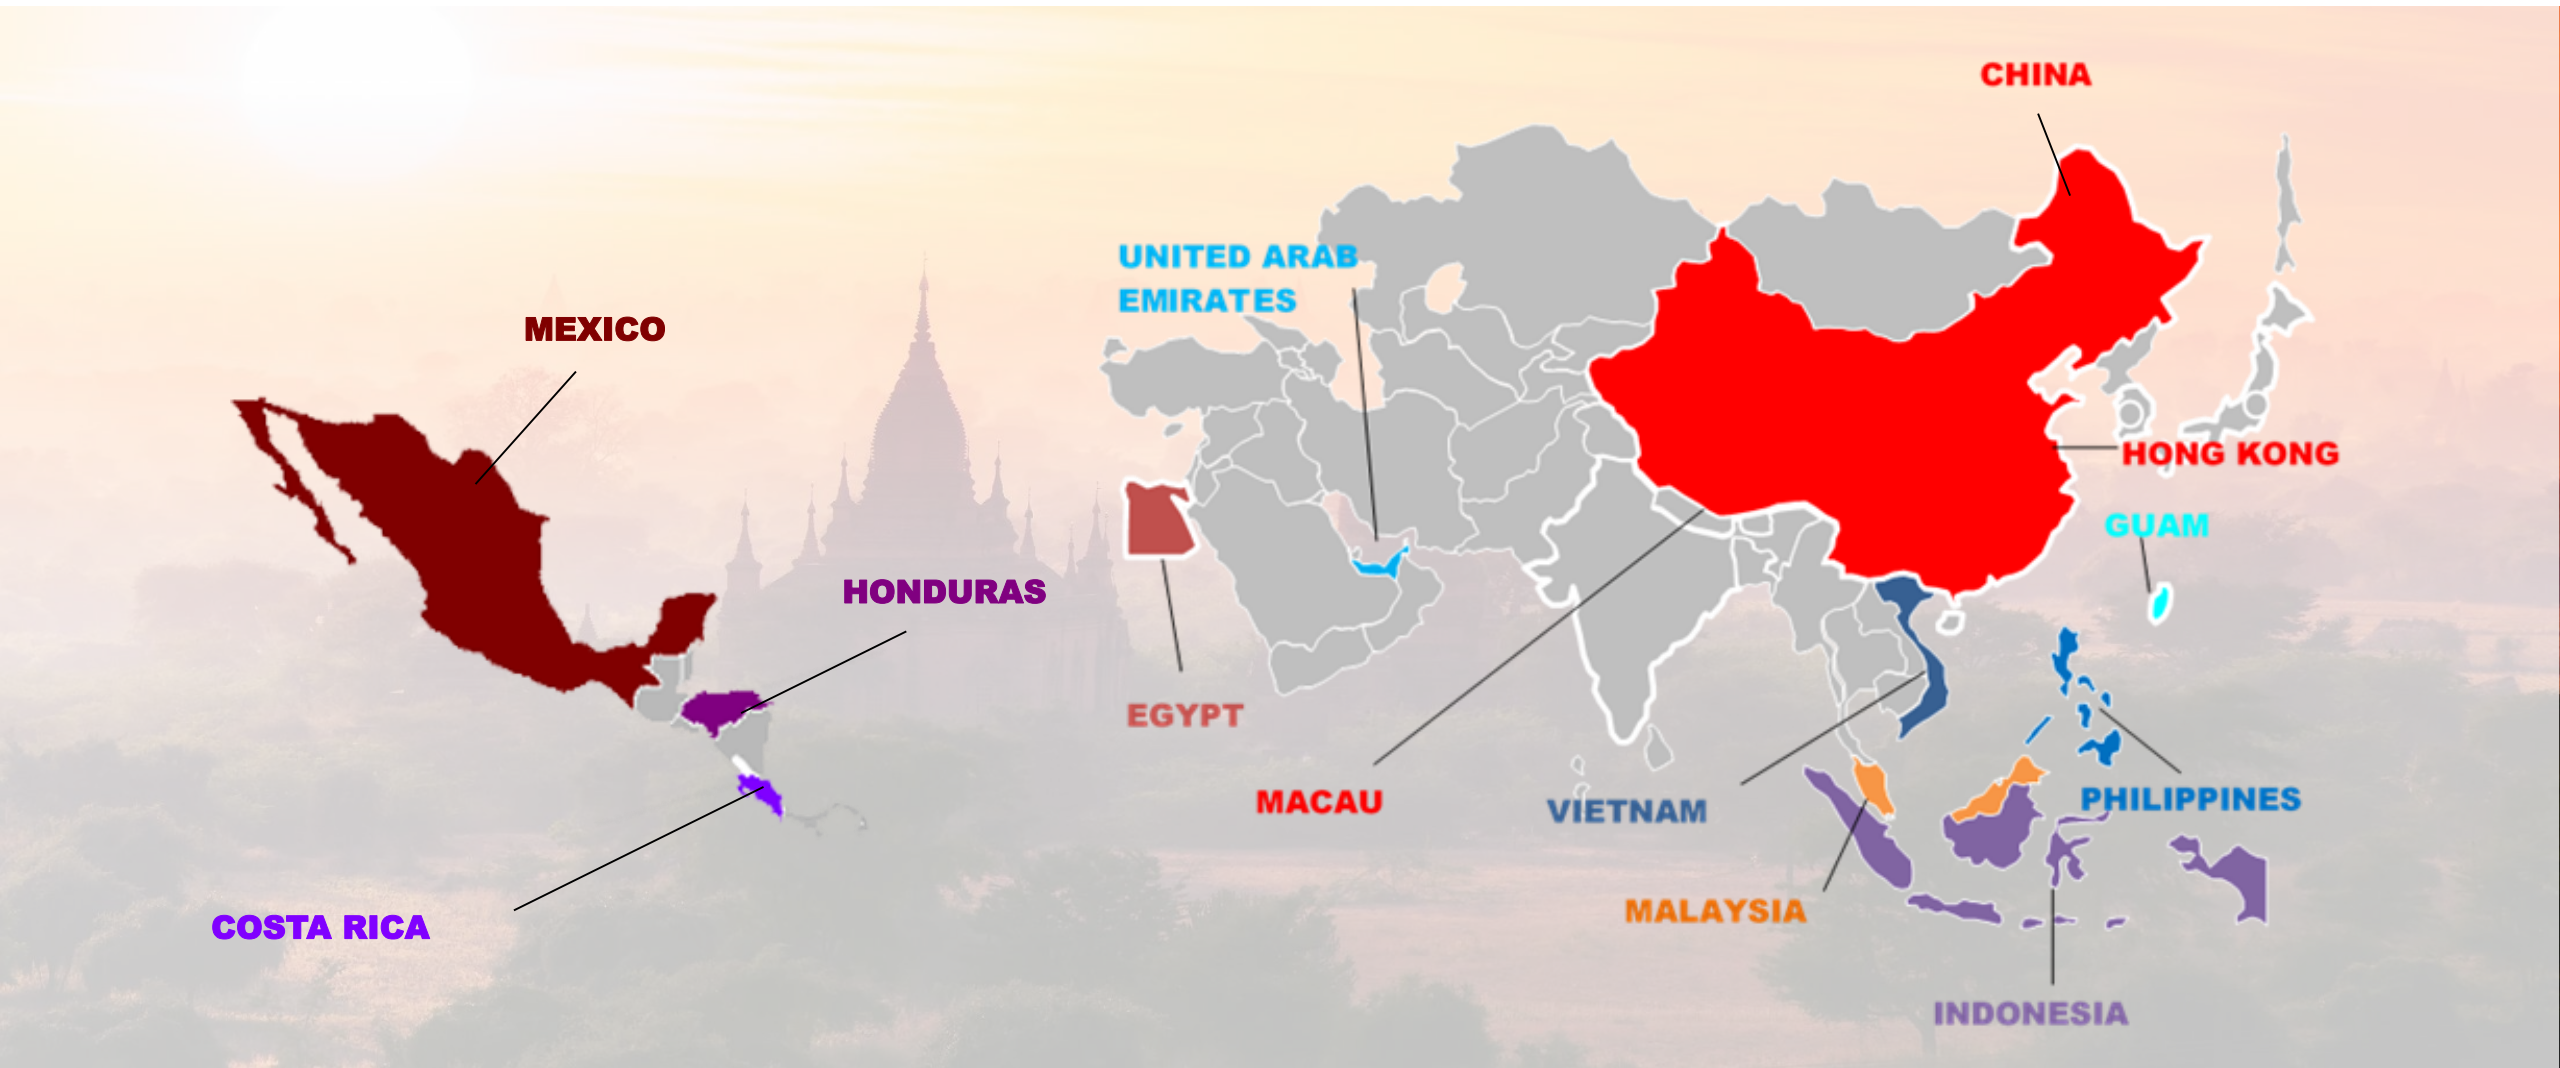 CHINA
UNITED ARAB
EMIRATES
MEXICO
HONG KONG
GUAM
HONDURAS
EGYPT
MACAU
VIETNAM
PHILIPPINES
MALAYSIA
COSTA RICA
INDONESIA